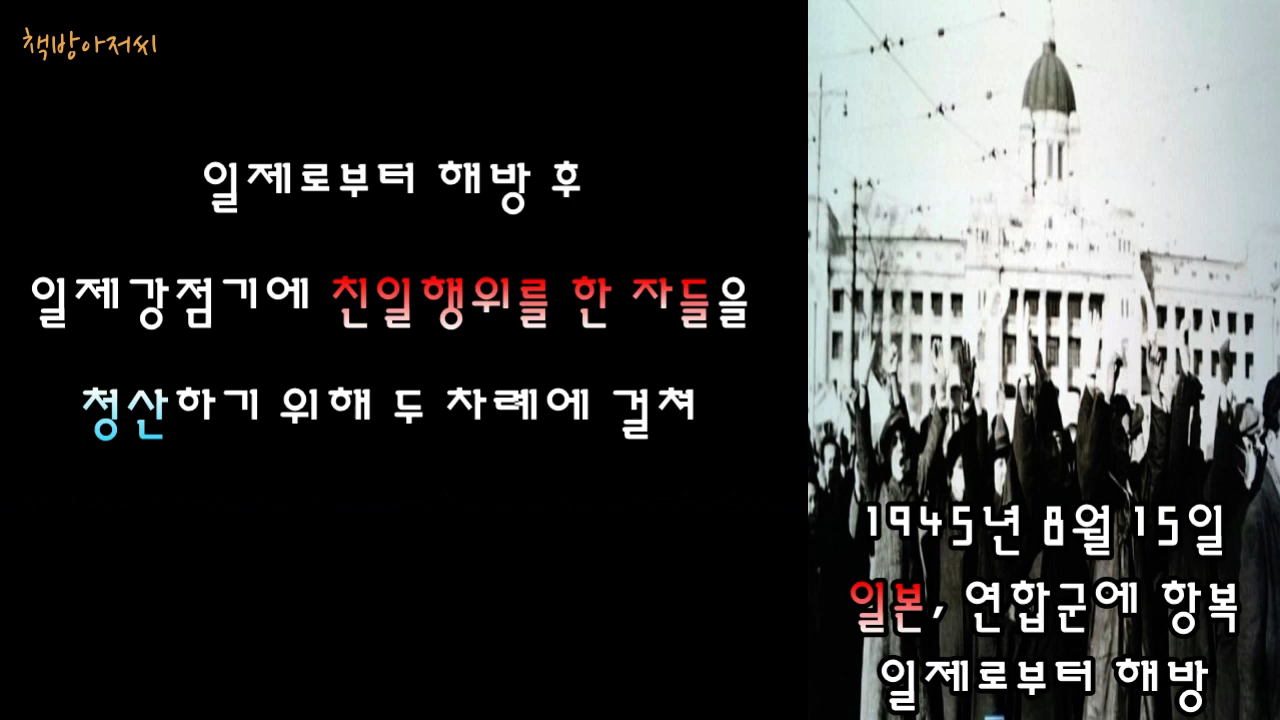 책방아저씨
일제로부터 해방 후
일제강점기에 친일행위를 한 자들을
청산하기 위해 두 차례에 걸쳐
1945년 8월 15일
일본, 연합군에 항복
일제로부터 해방